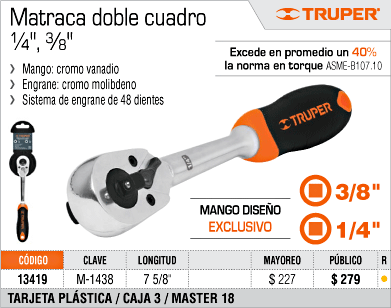 Matraca doble cuadro
¼", ⅜"
TRUPER
Excede en promedio un 40%
la norma en torque ASME-B107.10
Mango: cromo vanadio
Engrane: cromo molibdeno
Sistema de engrane de 48 dientes
TRUPER
MANGO DISEÑO
EXCLUSIVO
3/8"
1/4"
CÓDIGO CLAVE LONGITUD MAYOREO PÚBLICO R
13419 M-1438 7 5/8" $ 227 $ 279
TARJETA PLÁSTICA / CAJA 3 / MASTER 18